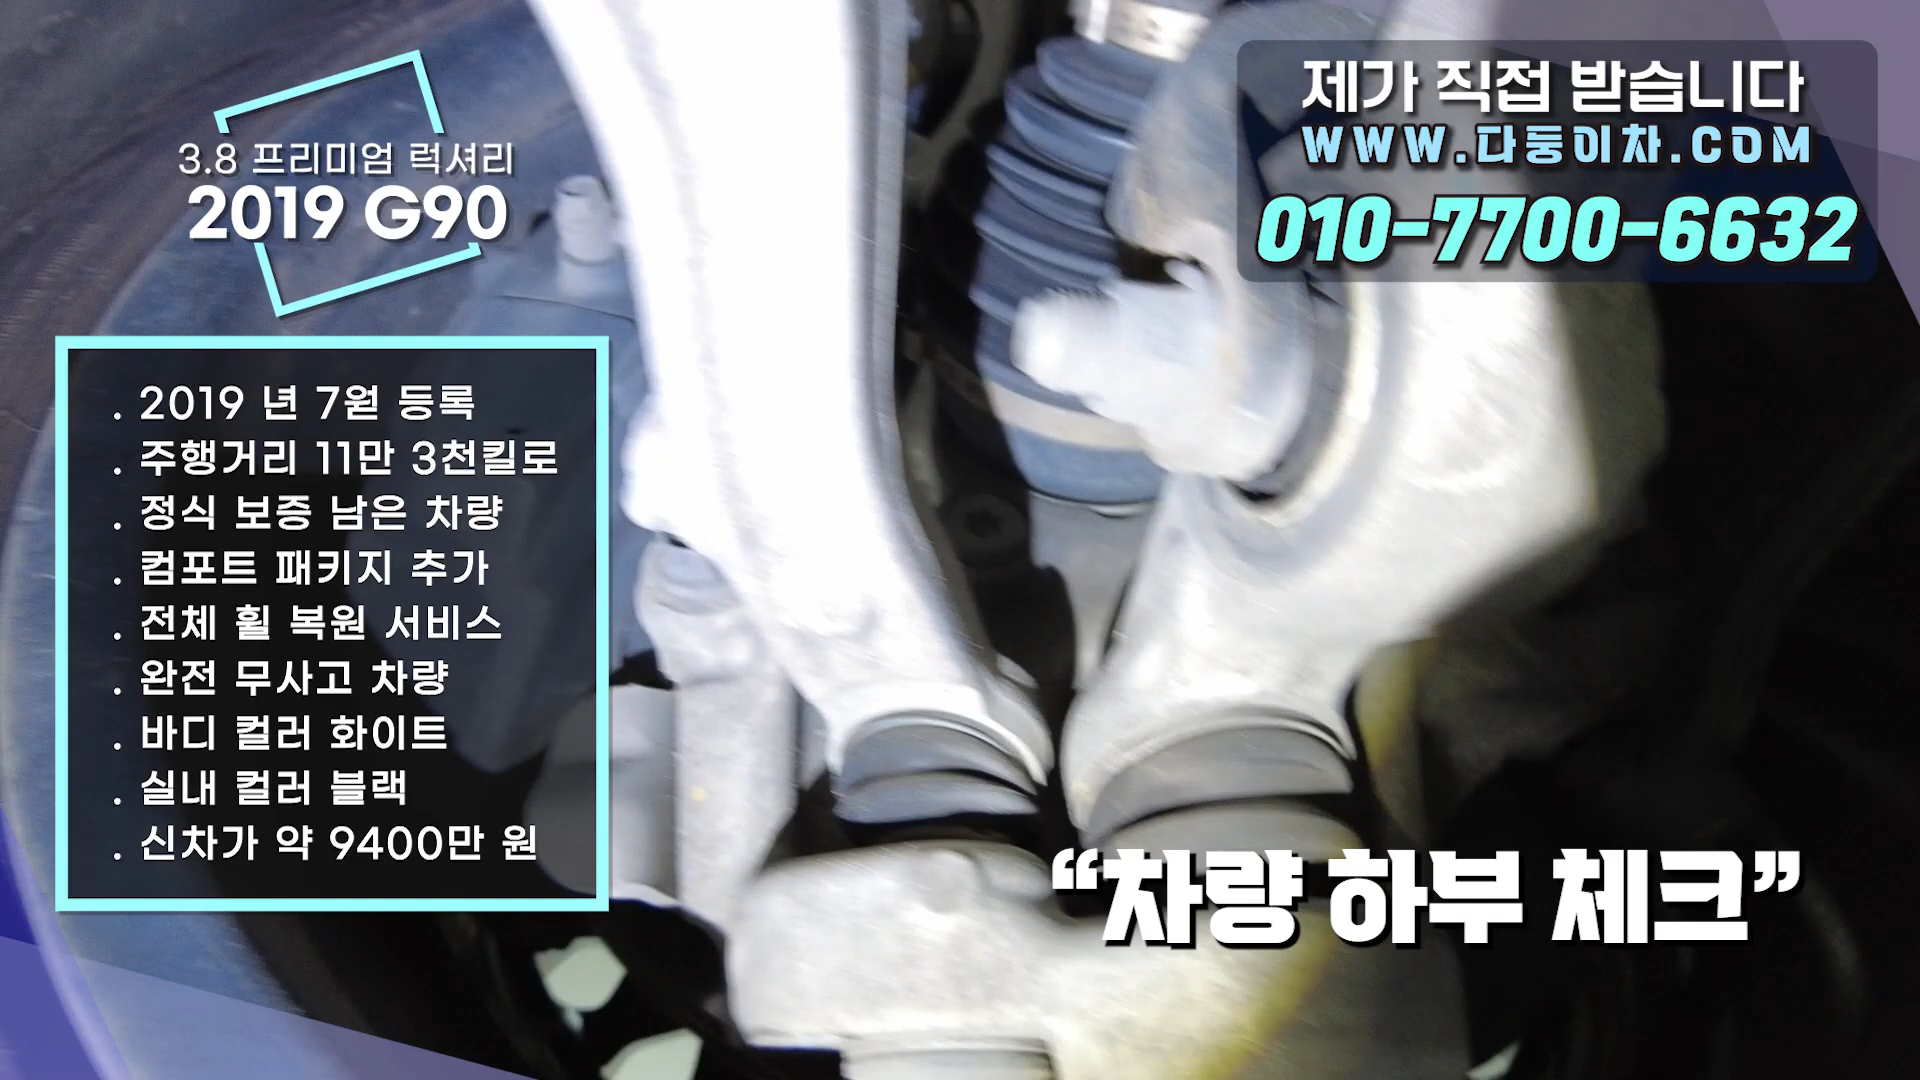 3.8 프리미엄 럭셔리
2019 G90
. 2019 년 7월 등록
. 주행거리 11만 3천킬로
. 정식 보증 남은 차량
. 컴포트 패키지 추가
. 전체 휠 복원 서비스
. 완전 무사고 차량
. 바디 컬러 화이트
. 실내 컬러 블랙
. 신차가 약 9400만 원
제가 직접 받습니다
WWW.다둥이차.COM
010-7700-6632
“차량 하부 체크”